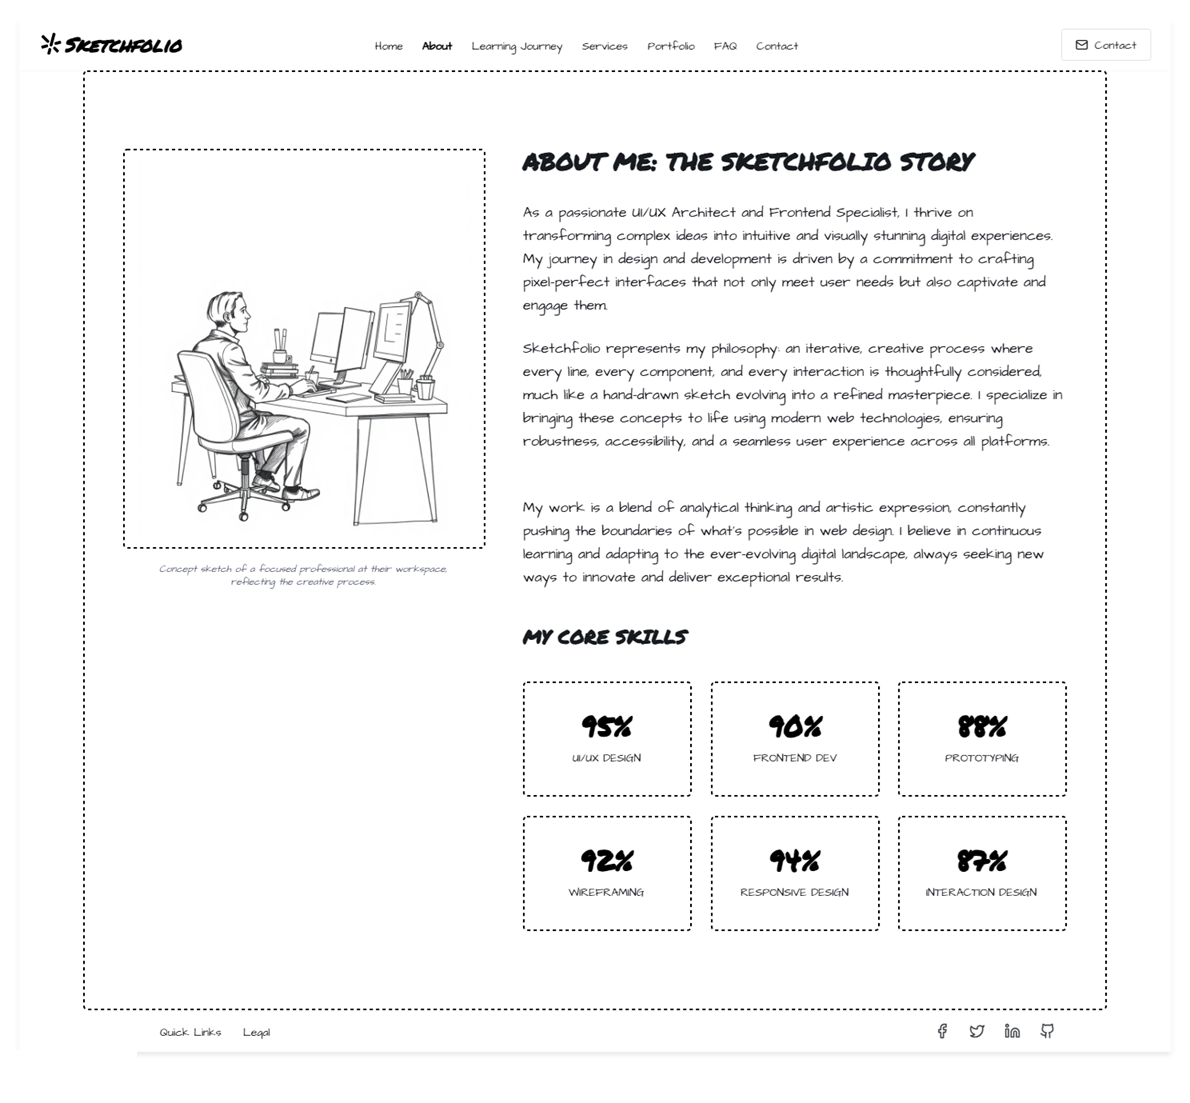 SKETCHFOLIO
Home About Learning Journey Services Portfolio FAQ Contact
Contact
Concept sketch of a focused professional at their workspace,
reflecting the creative process.
ABOUT ME: THE SKETCHFOLIO STORY
As a passionate UI/UX Architect and Frontend Specialist, I thrive on
transforming complex ideas into intuitive and visually stunning digital experiences.
My journey in design and development is driven by a commitment to crafting
pixel-perfect interfaces that not only meet user needs but also captivate and
engage them.
Sketchfolio represents my philosophy: an iterative, creative process where
every line, every component, and every interaction is thoughtfully considered,
much like a hand-drawn sketch evolving into a refined masterpiece. I specialize in
bringing these concepts to life using modern web technologies, ensuring
robustness, accessibility, and a seamless user experience across all platforms.
My work is a blend of analytical thinking and artistic expression, constantly
pushing the boundaries of what's possible in web design. I believe in continuous
learning and adapting to the ever-evolving digital landscape, always seeking new
ways to innovate and deliver exceptional results.
MY CORE SKILLS
95%
UI/UX DESIGN
90%
FRONTEND DEV
88%
PROTOTYPING
92%
WIREFRAMING
94%
RESPONSIVE DESIGN
87%
INTERACTION DESIGN
Quick Links Legal